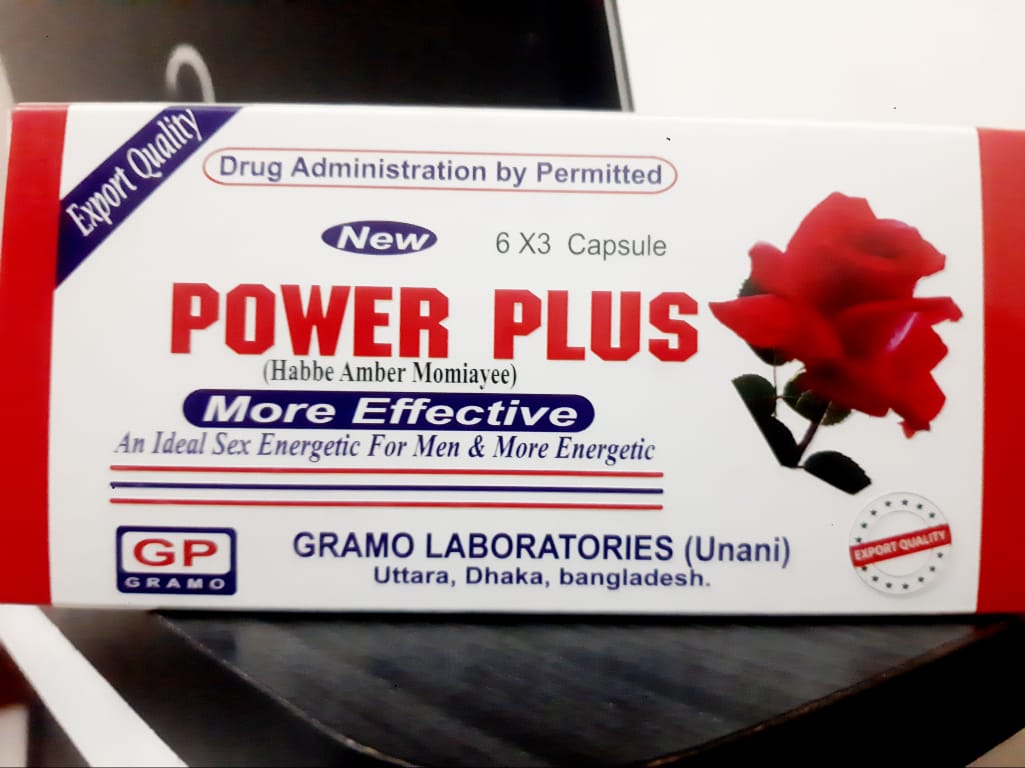 Export Quality
Drug Administration by Permitted
New
6 X3 Capsule
POWER PLUS
(Habbe Amber Momiayee)
More Effective
An Ideal Sex Energetic For Men & More Energetic
GP
GRAMO
GRAMO LABORATORIES (Unani)
Uttara, Dhaka, bangladesh.
EXPORT QUALITY